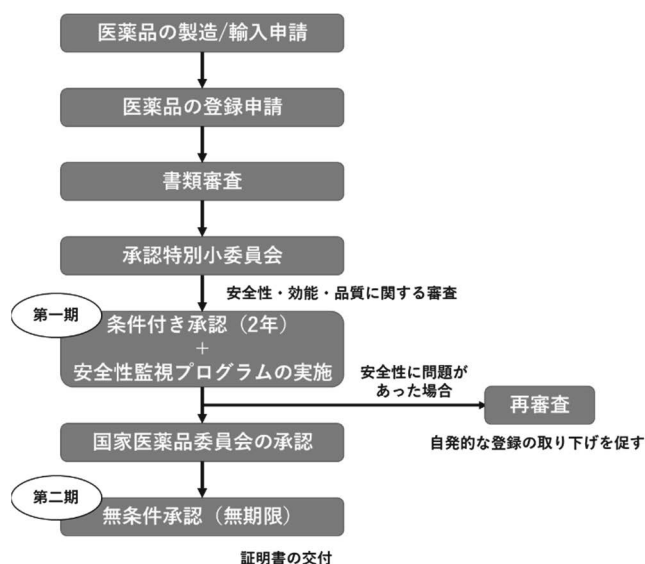 医薬品の製造/輸入申請
医薬品の登録申請
書類審査
承認特別小委員会
安全性・効能・品質に関する審査
第一期
条件付き承認（2年）
+
安全性監視プログラムの実施
安全性に問題が
あった場合
再審査
自発的な登録の取り下げを促す
国家医薬品委員会の承認
第二期
無条件承認（無期限）
証明書の交付